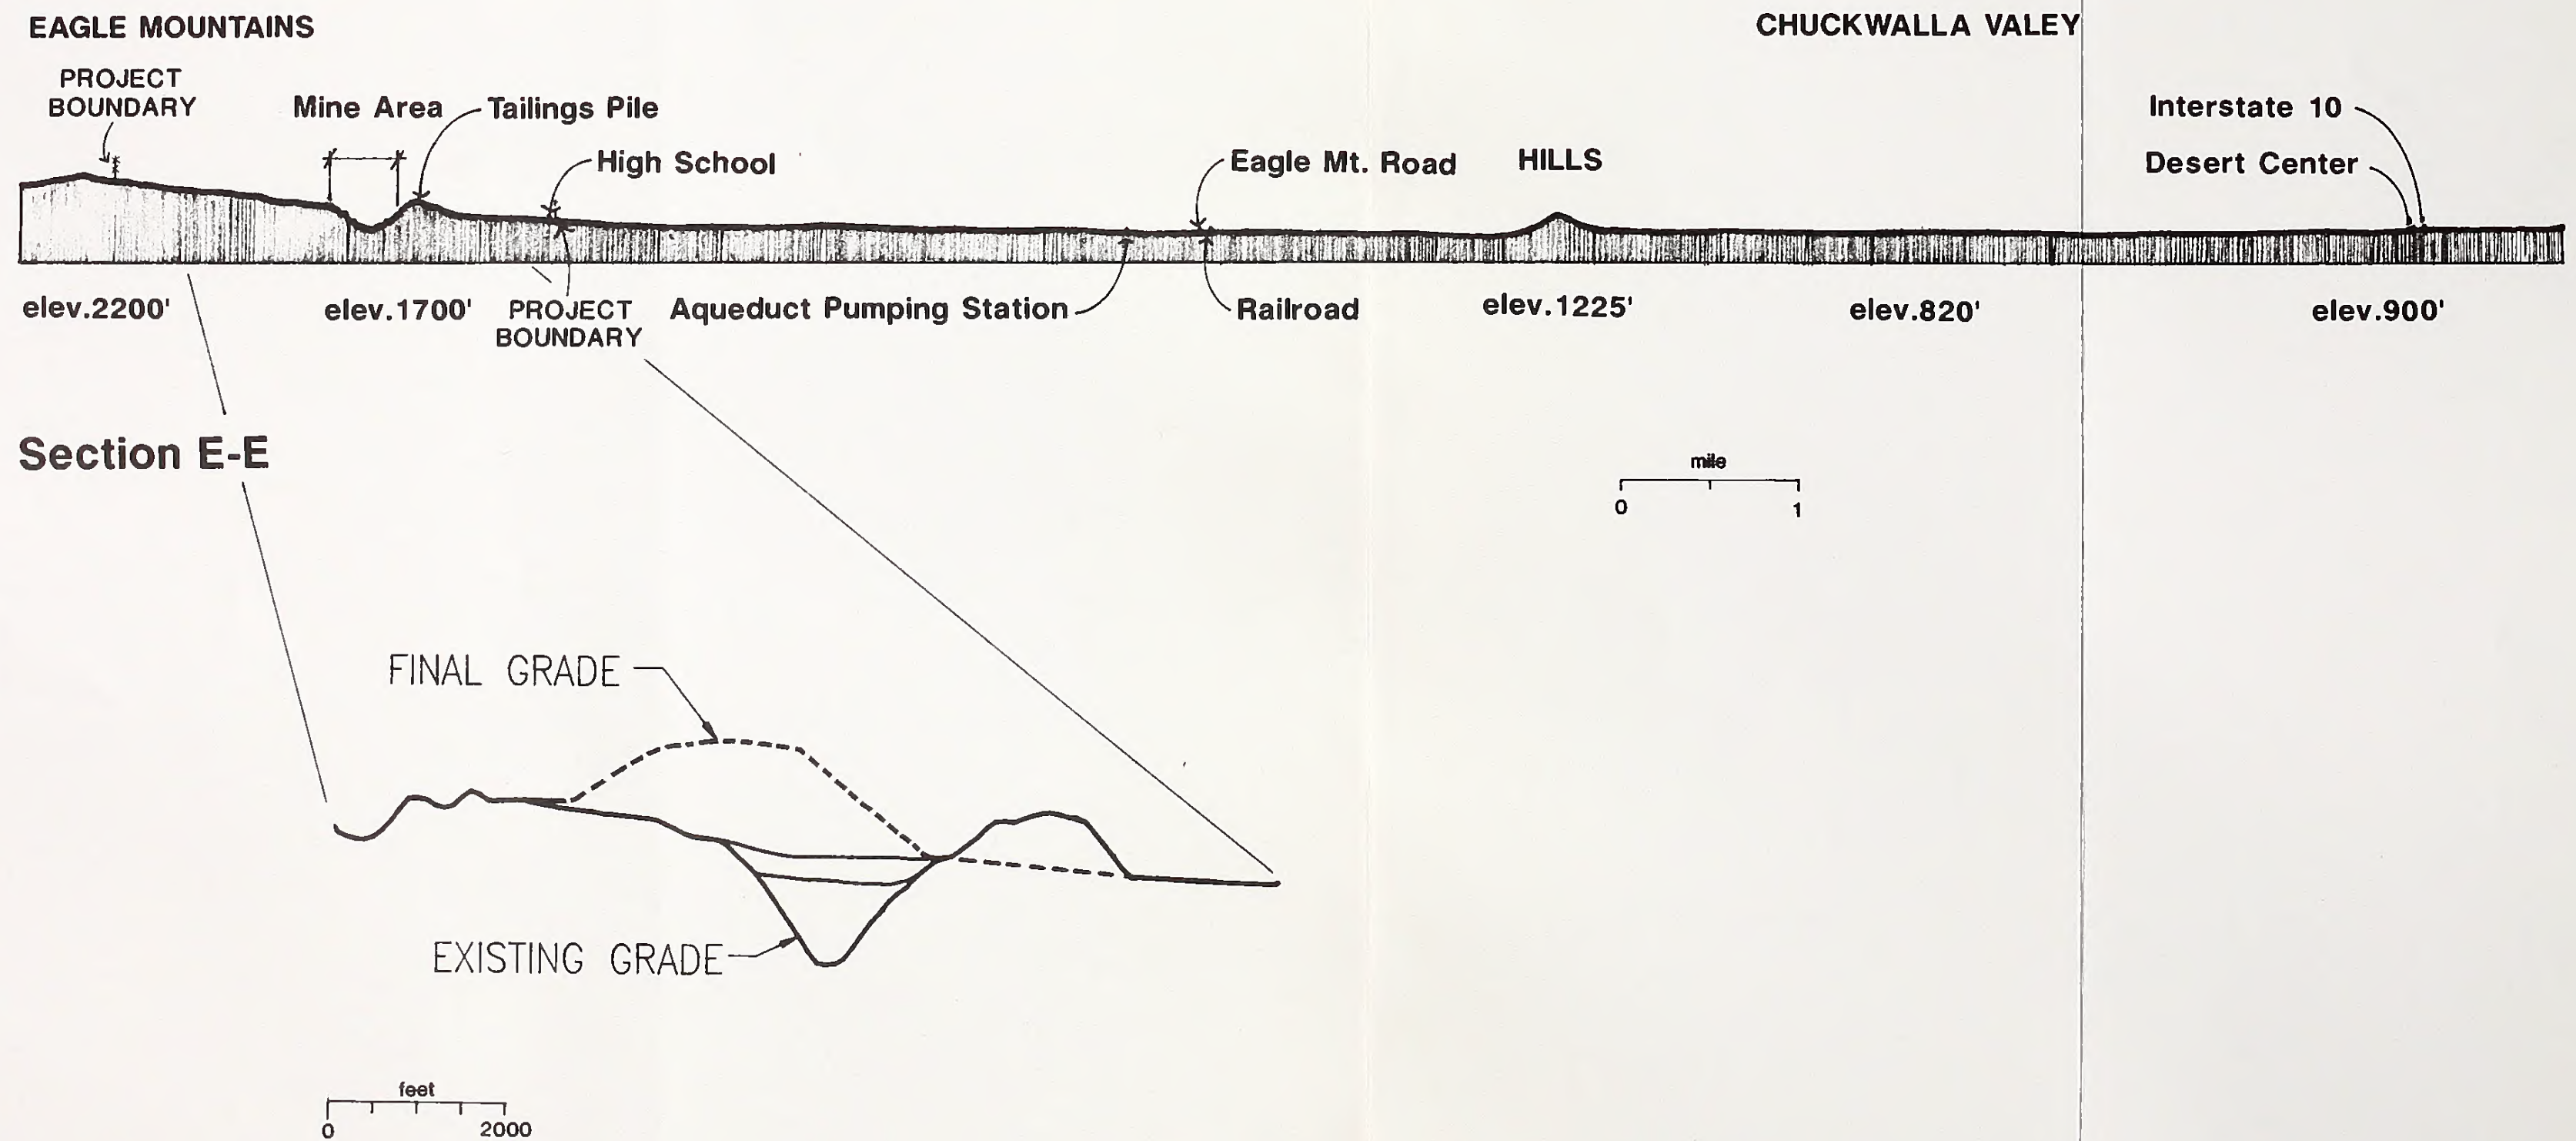 EAGLE MOUNTAINS
CHUCKWALLA VALEY
PROJECT
BOUNDARY
Mine Area
Tailings Pile
High School
Eagle Mt. Road
HILLS
Interstate 10
Desert Center
elev.2200'
elev.1700'
PROJECT
BOUNDARY
Aqueduct Pumping Station
Railroad
elev.1225'
elev.820'
elev.900'
Section E-E
mile
0 1
FINAL GRADE
EXISTING GRADE
feet
0 2000